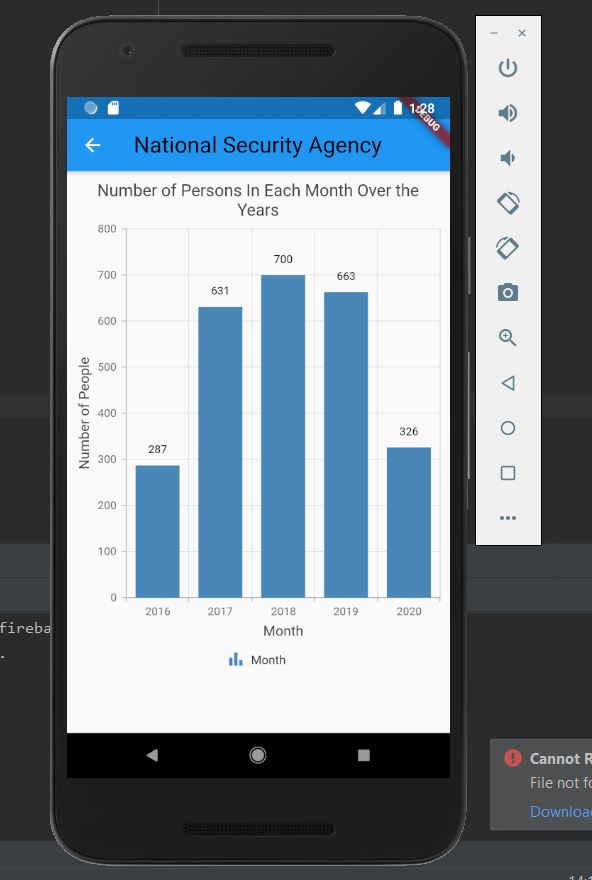 1:28
DEBUG
National Security Agency
Number of Persons In Each Month Over the
Years
800
700
600
500
400
300
200
100
0
Number of People
287
631
700
663
326
2016 2017 2018 2019 2020
Month
Month
fireba
.
Cannot R
File not fo
Downloa